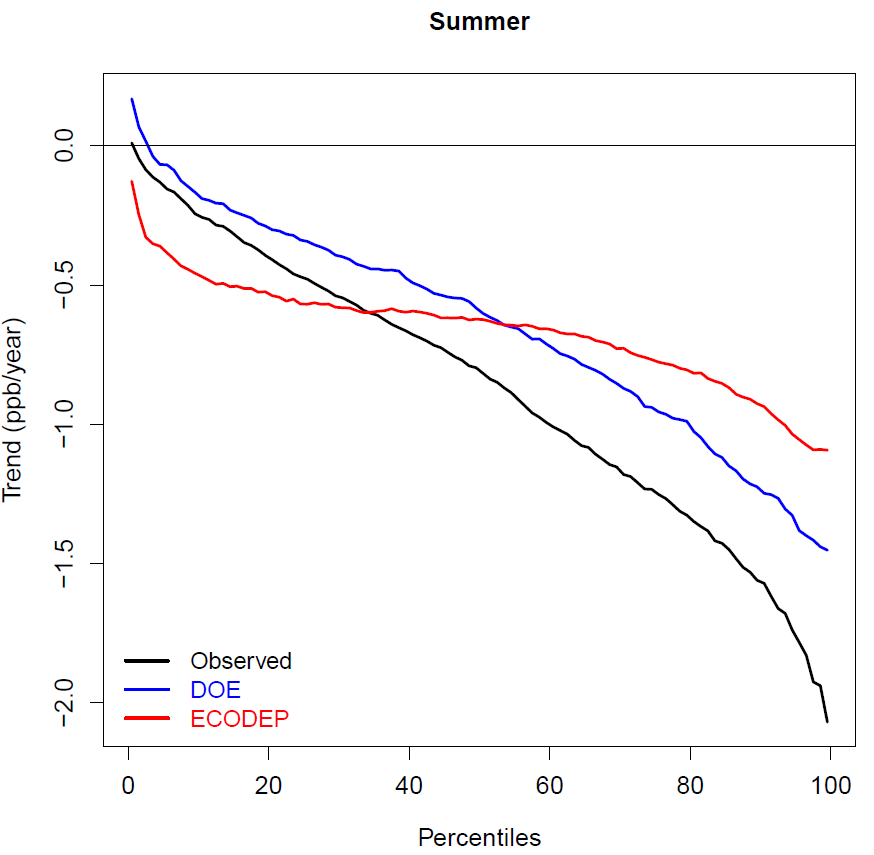 Summer
Trend (ppb/year)
0.0
−0.5
−1.0
−1.5
−2.0
Observed
DOE
ECODEP
0 20 40 60 80 100
Percentiles